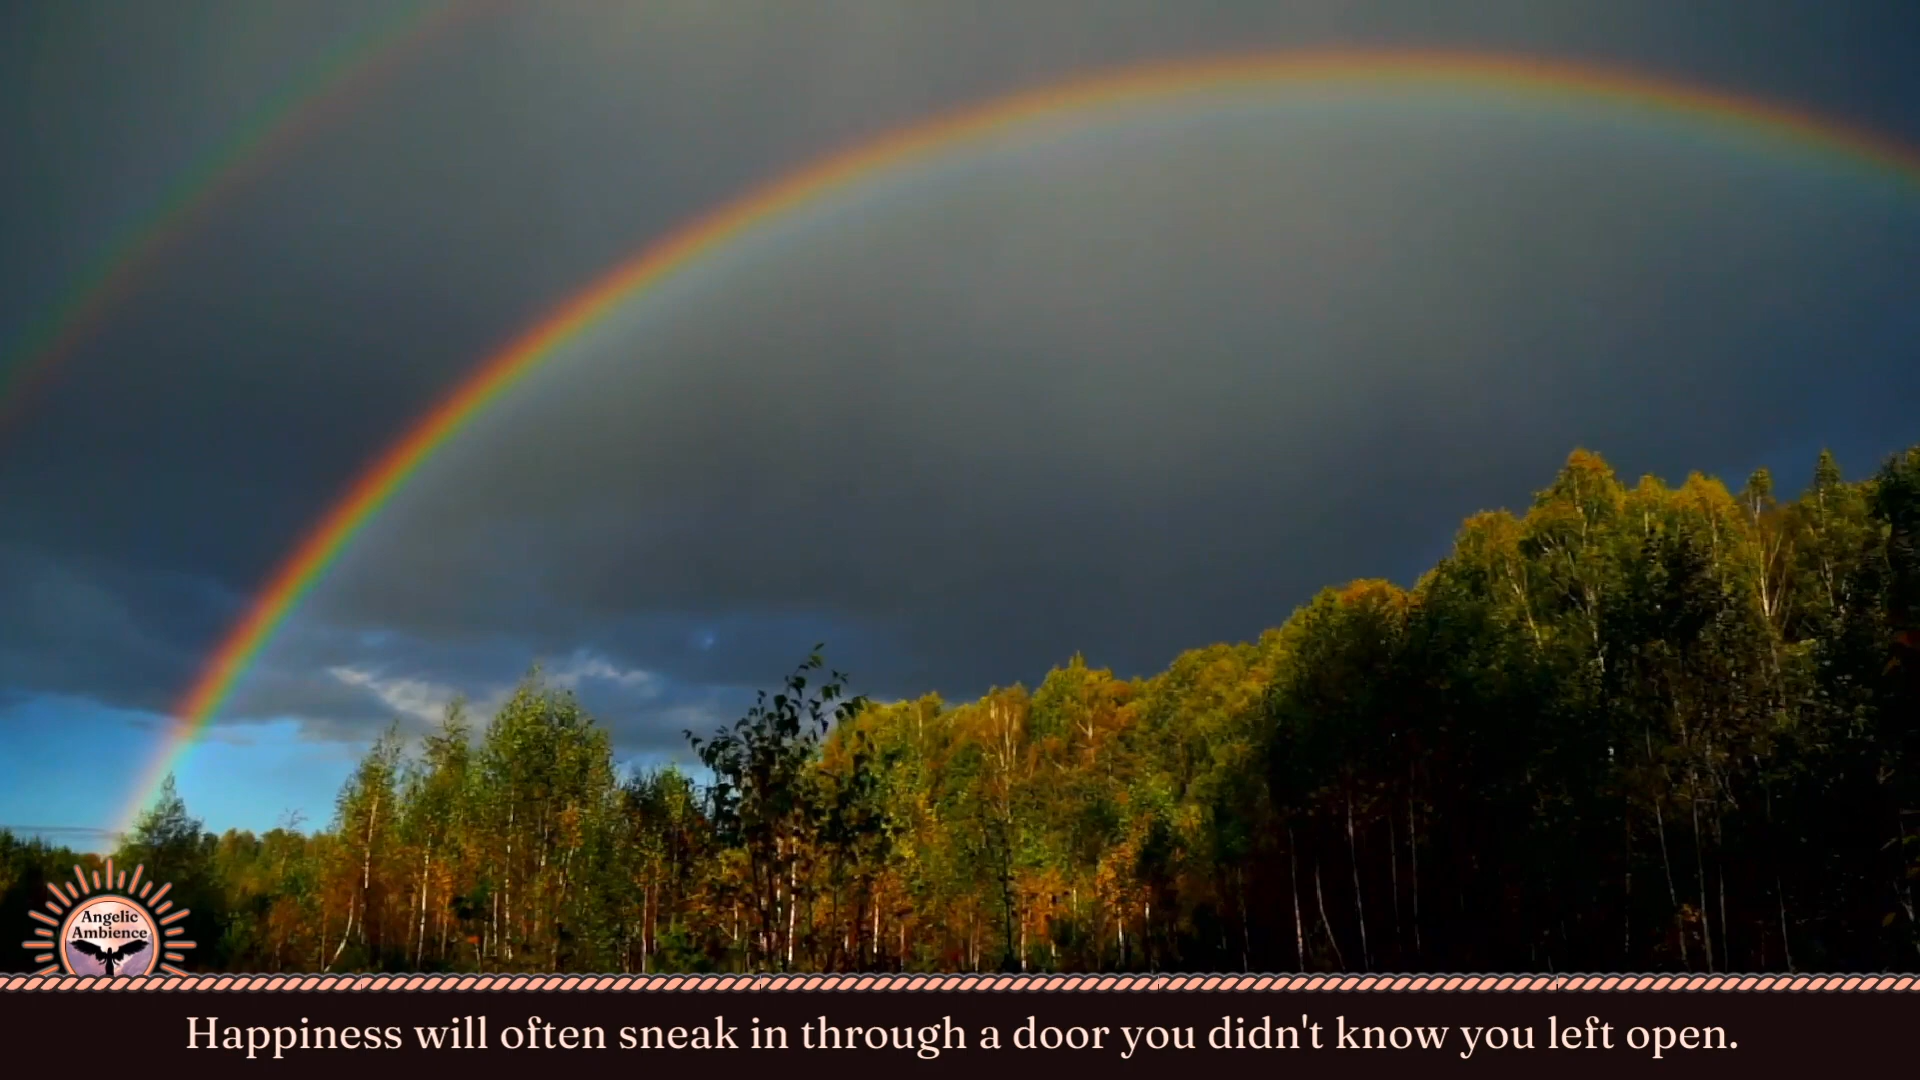 Angelic
Ambience
Happiness will often sneak in through a door you didn't know you left open.